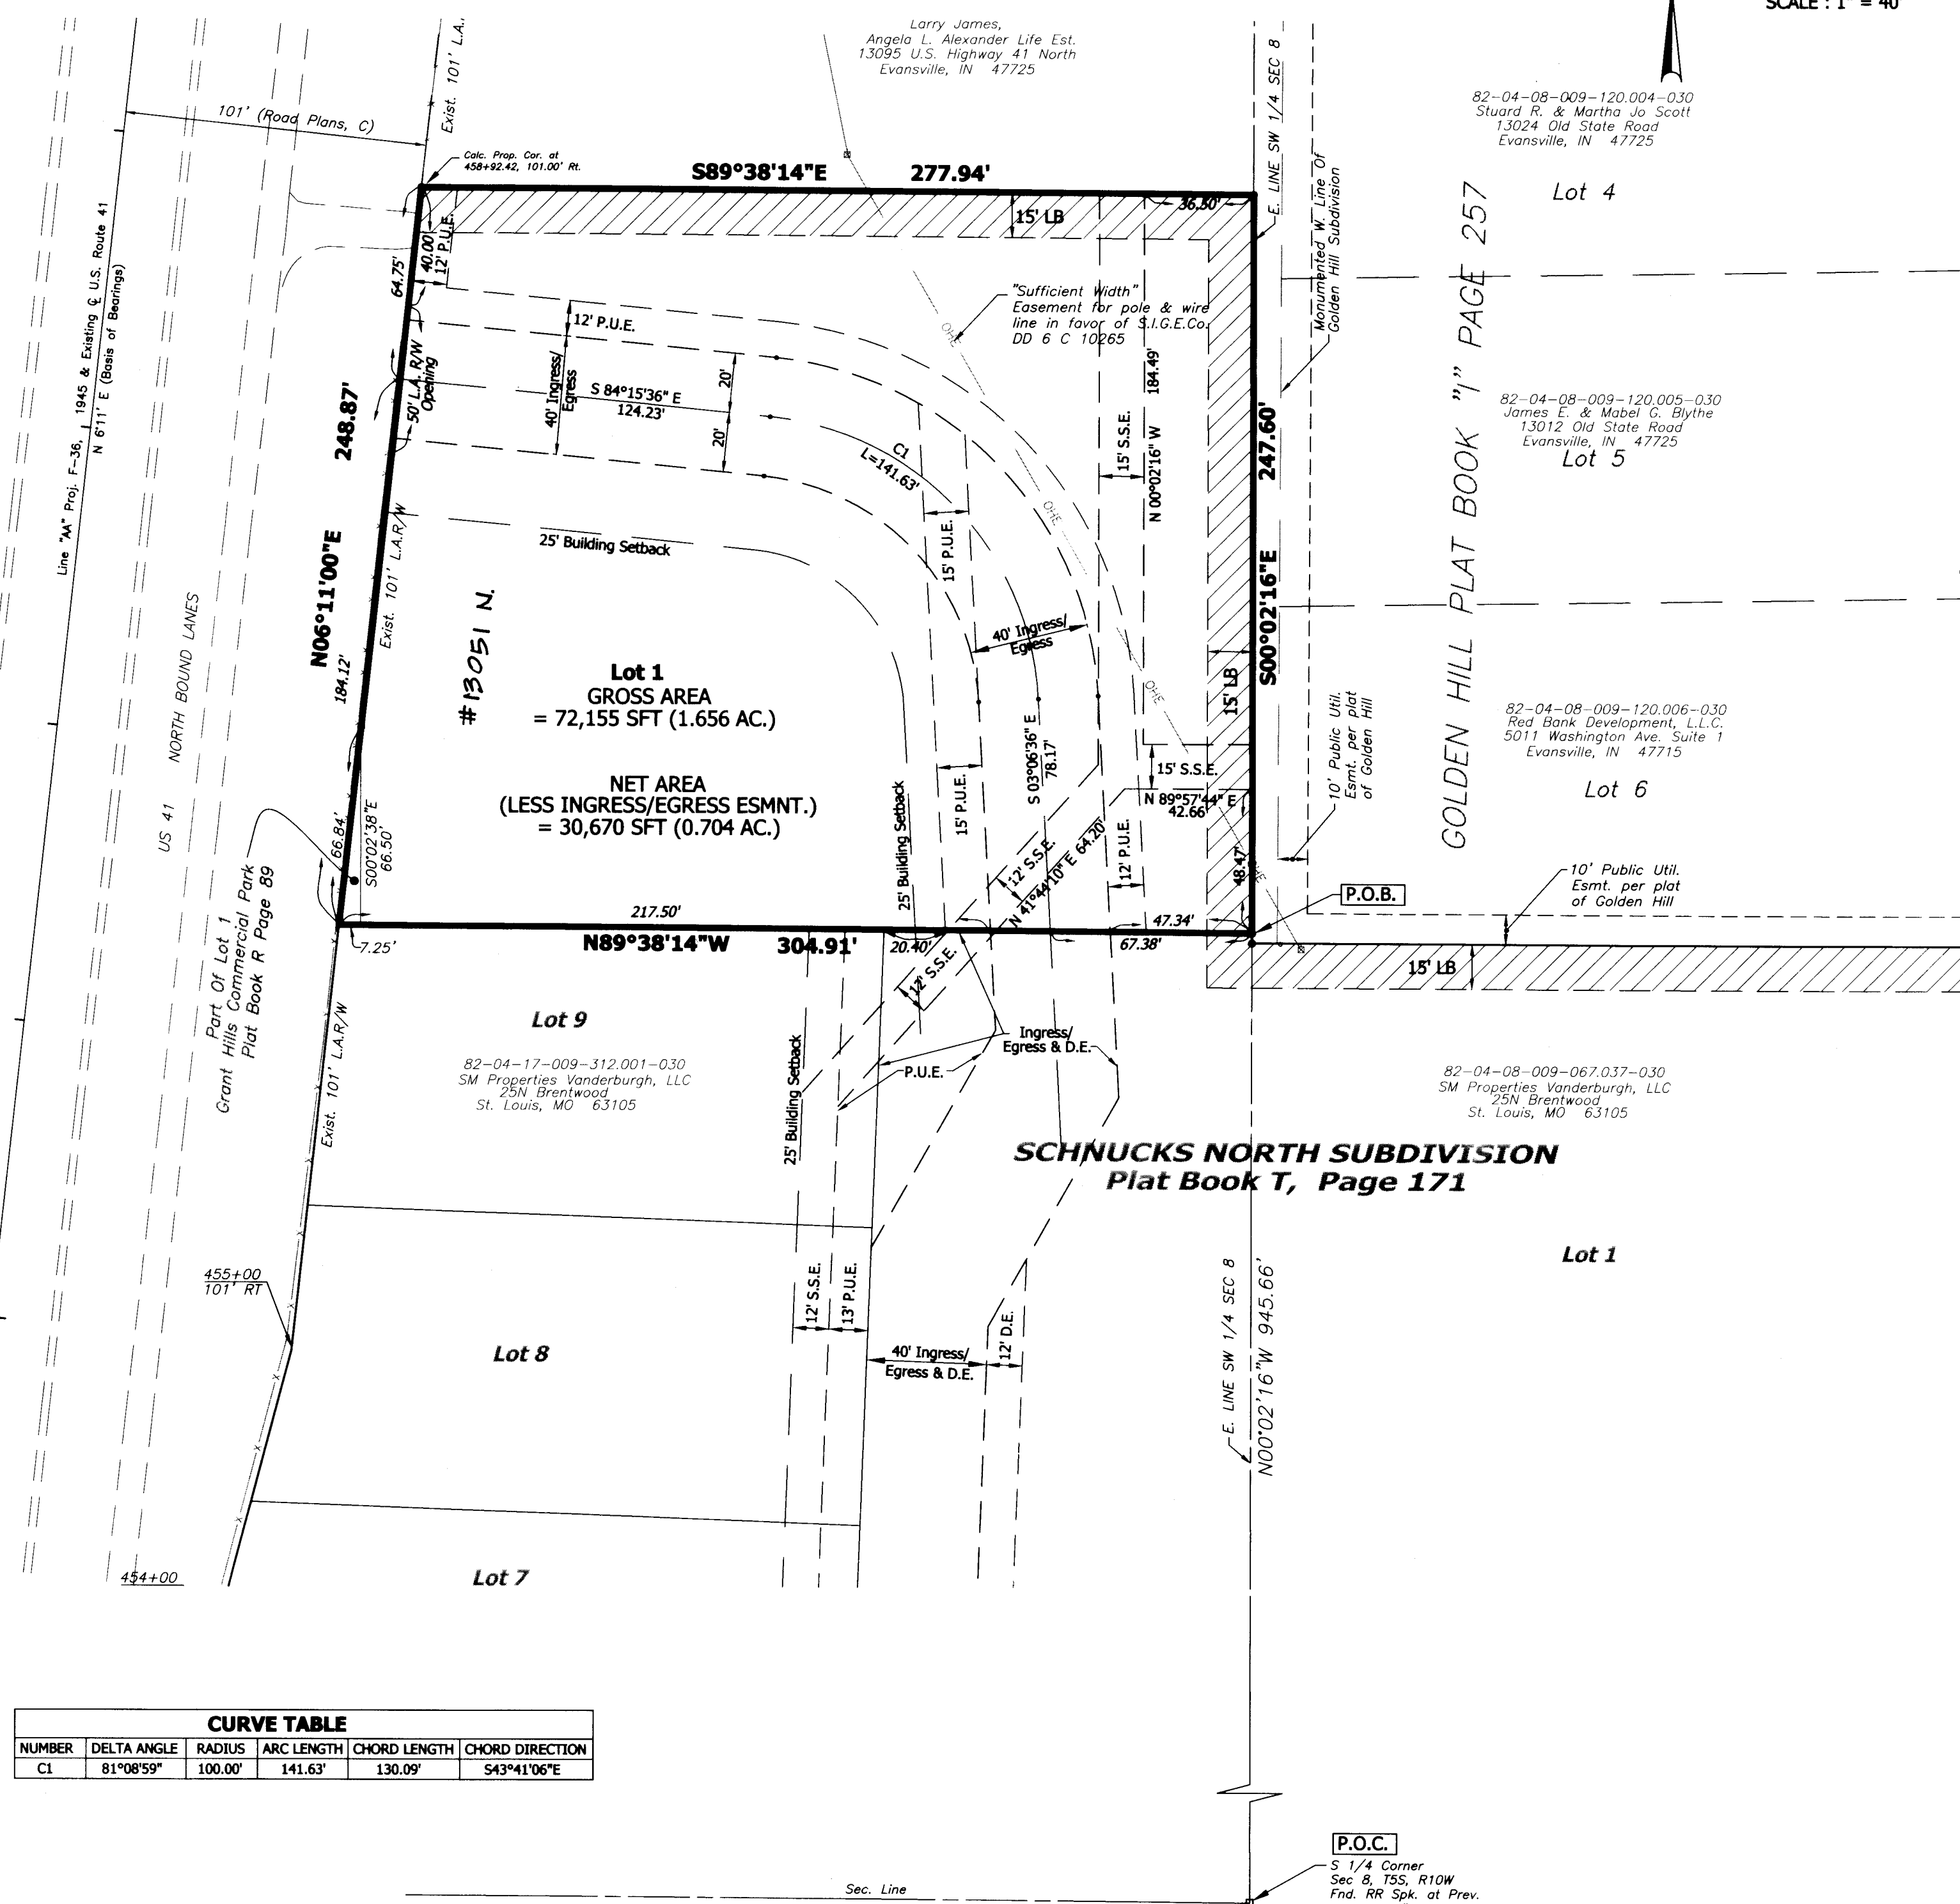 SCALE : 1" = 40'
Larry James,
Angela L. Alexander Life Est.
13095 U.S. Highway 41 North
Evansville, IN 47725
Exist. 101' L.A.
101' (Road Plans, C)
Calc. Prop. Cor. at
458+92.42, 101.00' Rt.
S89°38'14"E 277.94'
E. LINE SW 1/4 SEC 8
Monumented W. Line Of
Golden Hill Subdivision
82-04-08-009-120.004-030
Stuard R. & Martha Jo Scott
13024 Old State Road
Evansville, IN 47725
Lot 4
GOLDEN HILL PLAT BOOK "I" PAGE 257
82-04-08-009-120.005-030
James E. & Mabel G. Blythe
13012 Old State Road
Evansville, IN 47725
Lot 5
82-04-08-009-120.006-030
Red Bank Development, L.L.C.
5011 Washington Ave. Suite 1
Evansville, IN 47715
Lot 6
10' Public Util.
Esmt. per plat
of Golden Hill
10' Public Util.
Esmt. per plat
of Golden Hill
P.O.B.
Line "AA" Proj. F-36, 1945 & Existing ℄ U.S. Route 41
N 6°11' E (Basis of Bearings)
US 41 NORTH BOUND LANES
36.50'
15' LB
40.00'
12' P.U.E.
64.75'
50' L.A. R/W
Opening
12' P.U.E.
40' Ingress/
Egress
S 84°15'36" E
124.23'
20'
20'
"Sufficient Width"
Easement for pole & wire
line in favor of S.I.G.E.Co.
DD 6 C 10265
OHE
OHE
OHE
OHE
C1
L=141.63'
15' P.U.E.
15' S.S.E.
N 00°02'16" W 184.49'
247.60'
S00°02'16"E
15' LB
248.87'
N06°11'00"E
184.12'
Exist. 101' L.A.R/W
25' Building Setback
#13051 N.
Lot 1
GROSS AREA
= 72,155 SFT (1.656 AC.)
NET AREA
(LESS INGRESS/EGRESS ESMNT.)
= 30,670 SFT (0.704 AC.)
40' Ingress/
Egress
25' Building Setback
15' P.U.E.
S 03°06'36" E
78.17'
15' S.S.E.
N 89°57'44" E
42.66'
12' S.S.E.
N 41°44'10" E 64.20'
12' P.U.E.
48.47'
66.84'
S00°02'38"E
66.50'
217.50'
7.25'
N89°38'14"W 304.91'
20.40'
47.34'
67.38'
15' LB
Part Of Lot 1
Grant Hills Commercial Park
Plat Book R Page 89
Exist. 101' L.A.R/W
Lot 9
82-04-17-009-312.001-030
SM Properties Vanderburgh, LLC
25N Brentwood
St. Louis, MO 63105
25' Building Setback
12' S.S.E.
Ingress/
Egress & D.E.
P.U.E.
82-04-08-009-067.037-030
SM Properties Vanderburgh, LLC
25N Brentwood
St. Louis, MO 63105
SCHNUCKS NORTH SUBDIVISION
Plat Book T, Page 171
Lot 1
455+00
101' RT
Lot 8
12' S.S.E.
13' P.U.E.
40' Ingress/
Egress & D.E.
12' D.E.
E. LINE SW 1/4 SEC 8
N00°02'16"W 945.66'
454+00
Lot 7
CURVE TABLE
NUMBER DELTA ANGLE RADIUS ARC LENGTH CHORD LENGTH CHORD DIRECTION
C1 81°08'59" 100.00' 141.63' 130.09' S43°41'06"E
P.O.C.
S 1/4 Corner
Sec 8, T5S, R10W
Fnd. RR Spk. at Prev.
Sec. Line